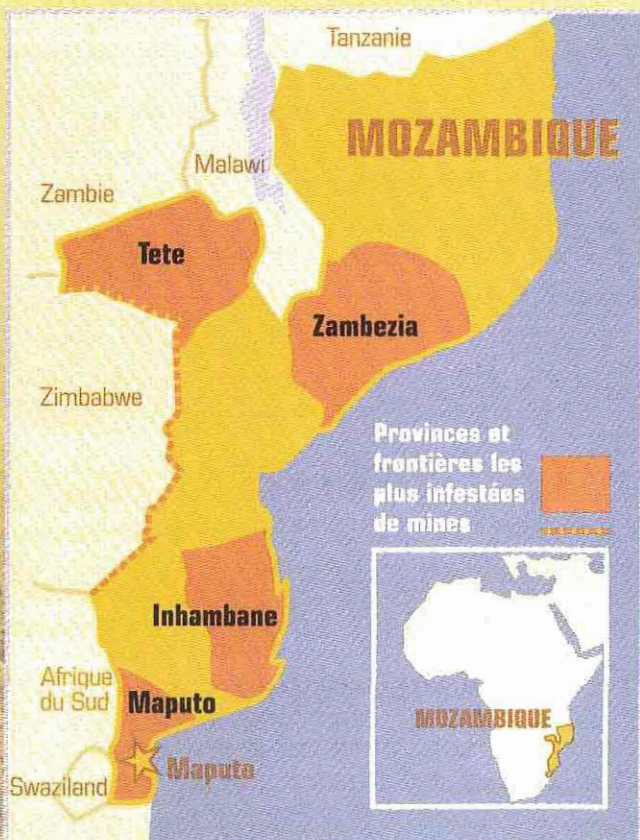 Tanzanie
MOZAMBIQUE
Malawi
Zambie
Tete
Zambezia
Zimbabwe
Provinces et
frontières les
plus infestées
de mines
Inhambane
Afrique
du Sud
Maputo
MOZAMBIQUE
Maputo
Swaziland